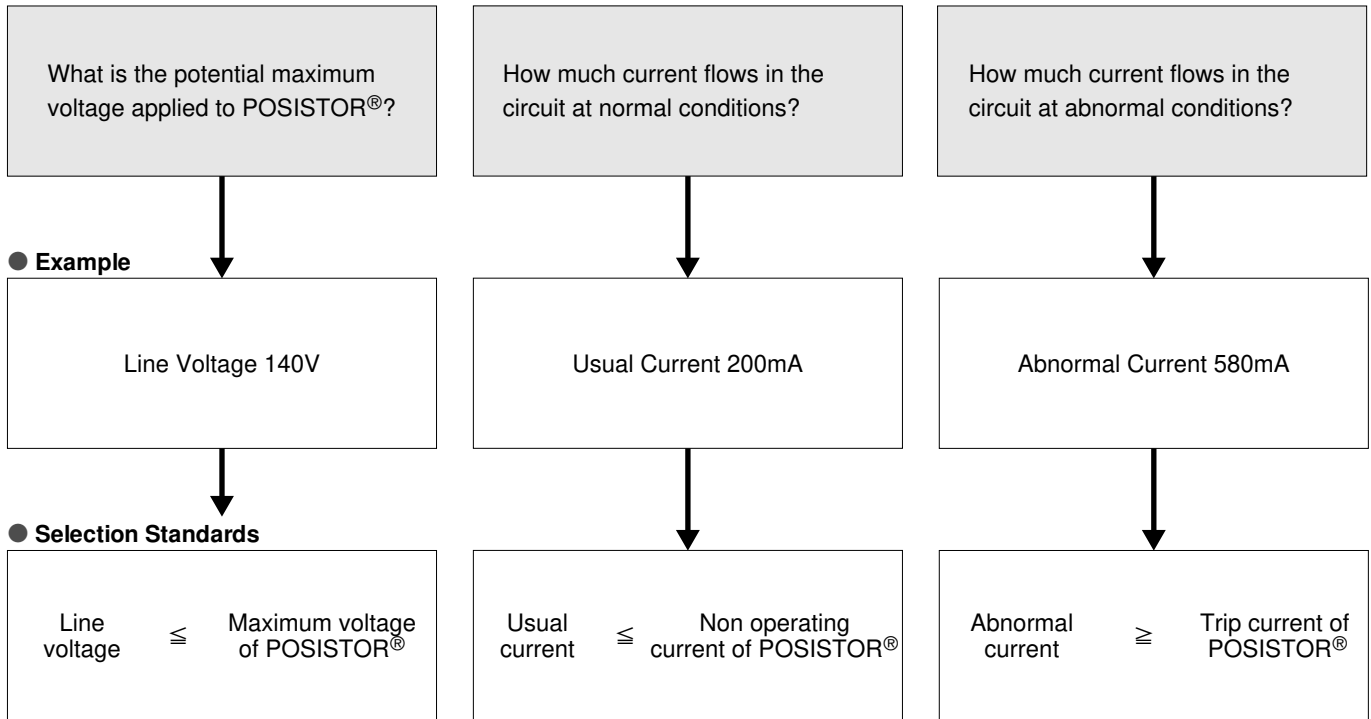 What is the potential maximum
voltage applied to POSISTOR®?
How much current flows in the
circuit at normal conditions?
How much current flows in the
circuit at abnormal conditions?
● Example
Line Voltage 140V
Usual Current 200mA
Abnormal Current 580mA
● Selection Standards
Line
voltage
≦
Maximum voltage
of POSISTOR®
Usual
current
≦
Non operating
current of POSISTOR®
Abnormal
current
≧
Trip current of
POSISTOR®